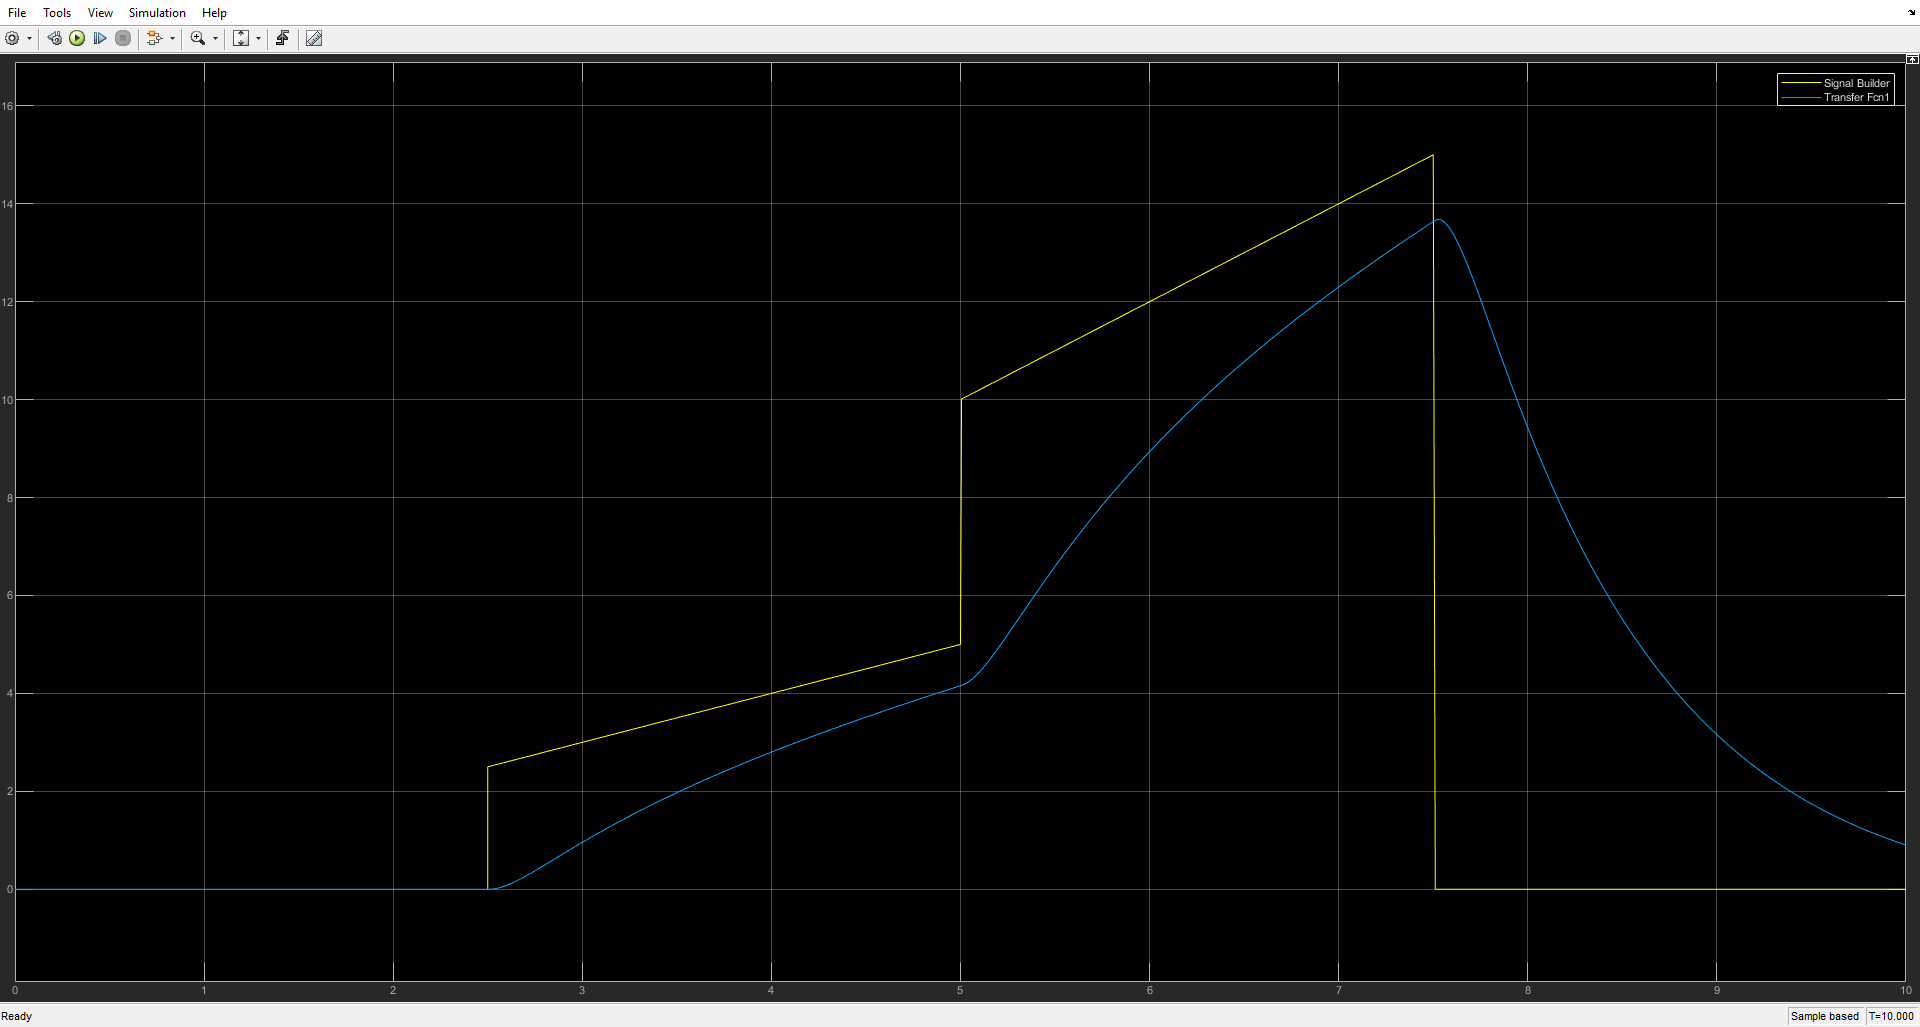 File Tools View Simulation Help
Signal Builder
Transfer Fcn1
16
14
12
10
8
6
4
2
0
0 1 2 3 4 5 6 7 8 9 10
Ready Sample based T=10.000